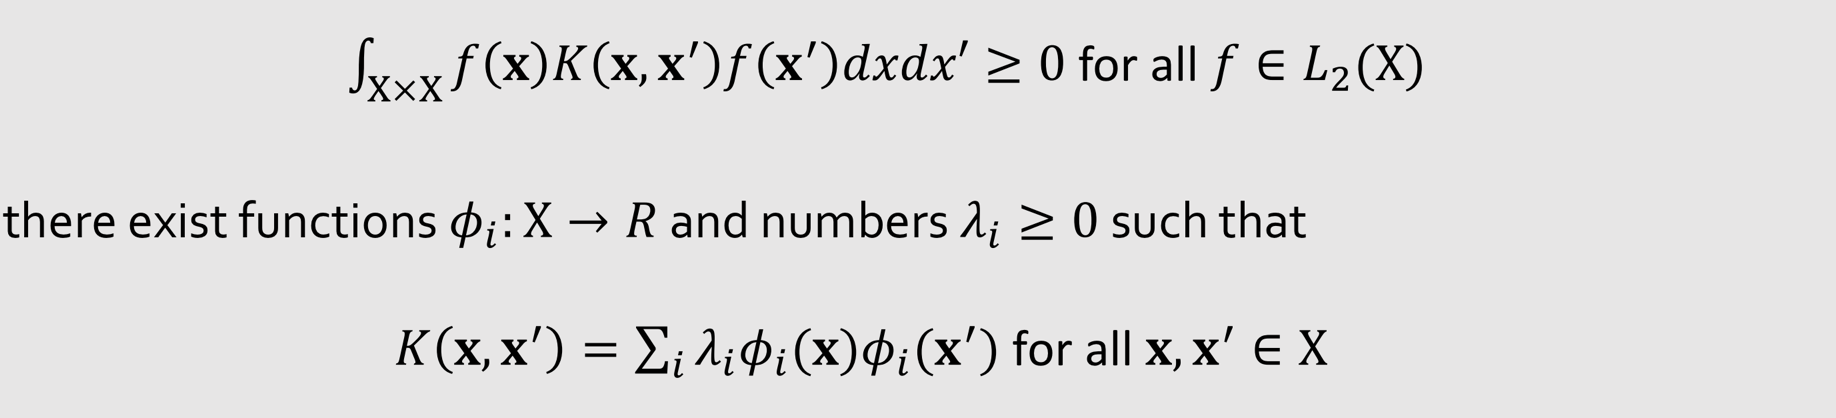 ∫_{X×X} f(𝐱)K(𝐱, 𝐱′)f(𝐱′)dxdx′ ≥ 0 for all f ∈ L₂(X)
there exist functions ϕᵢ: X → R and numbers λᵢ ≥ 0 such that
K(𝐱, 𝐱′) = ∑ᵢ λᵢϕᵢ(𝐱)ϕᵢ(𝐱′) for all 𝐱, 𝐱′ ∈ X